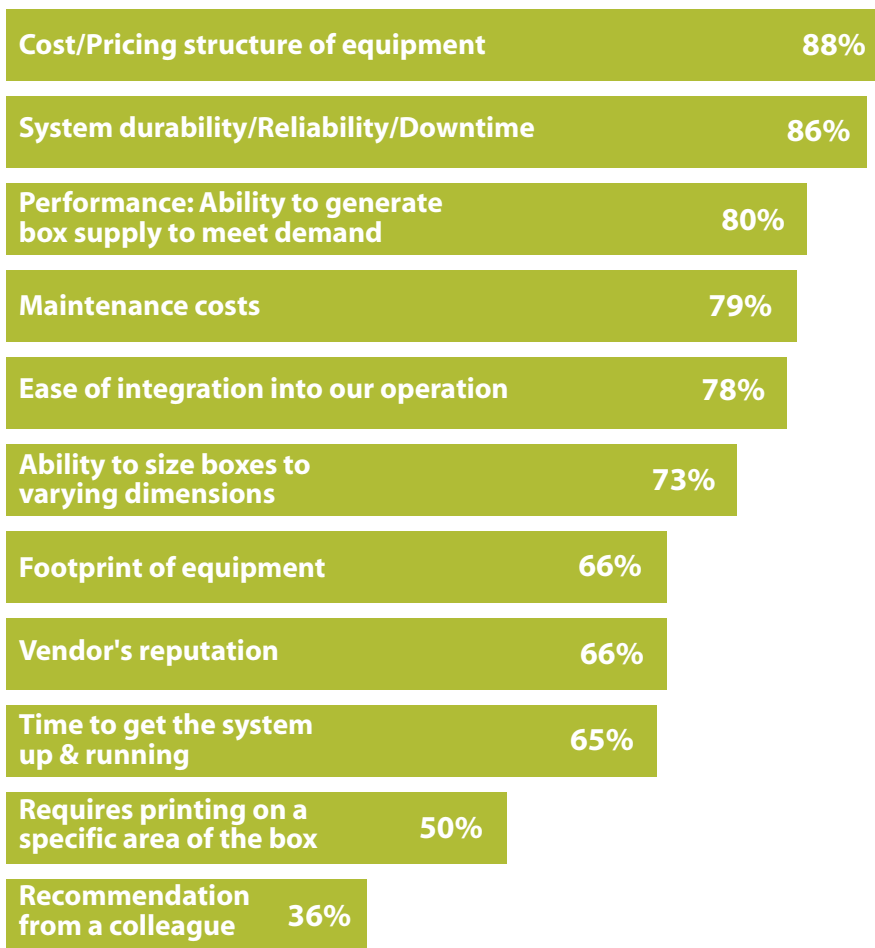 Cost/Pricing structure of equipment 88%
System durability/Reliability/Downtime 86%
Performance: Ability to generate
box supply to meet demand 80%
Maintenance costs 79%
Ease of integration into our operation 78%
Ability to size boxes to
varying dimensions 73%
Footprint of equipment 66%
Vendor's reputation 66%
Time to get the system
up & running 65%
Requires printing on a
specific area of the box 50%
Recommendation
from a colleague 36%